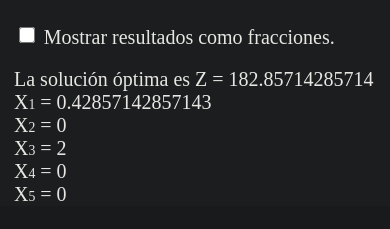 Mostrar resultados como fracciones.
La solución óptima es Z = 182.85714285714
X1 = 0.42857142857143
X2 = 0
X3 = 2
X4 = 0
X5 = 0